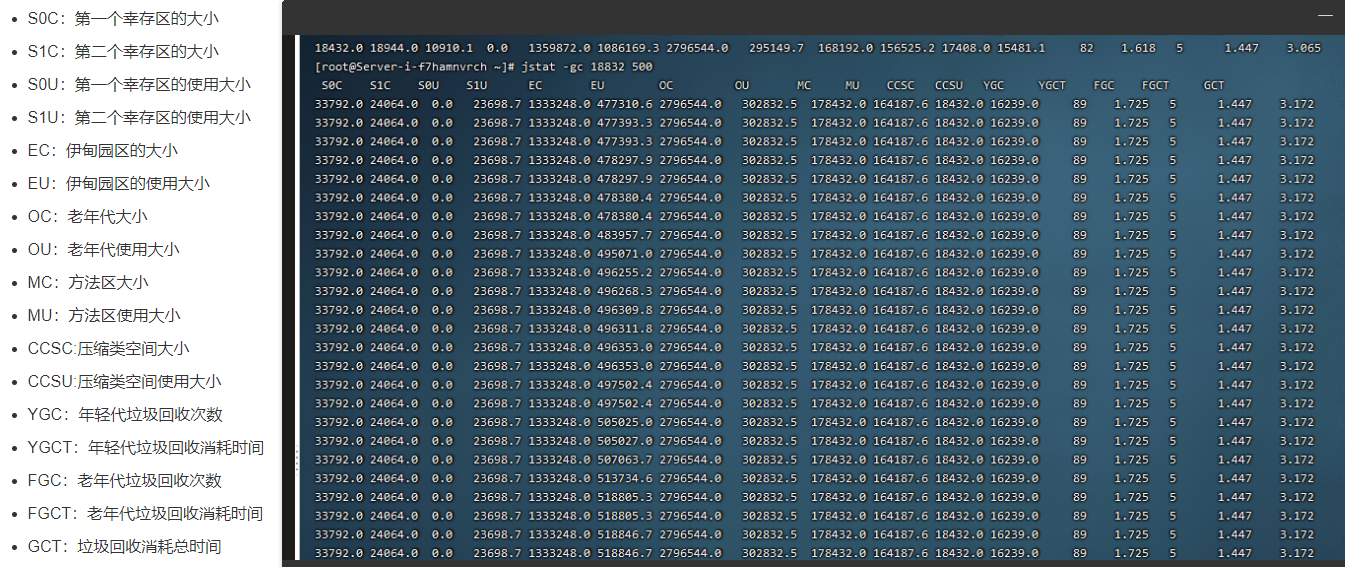 S0C：第一个幸存区的大小
S1C：第二个幸存区的大小
S0U：第一个幸存区的使用大小
S1U：第二个幸存区的使用大小
EC：伊甸园区的大小
EU：伊甸园区的使用大小
OC：老年代大小
OU：老年代使用大小
MC：方法区大小
MU：方法区使用大小
CCSC:压缩类空间大小
CCSU:压缩类空间使用大小
YGC：年轻代垃圾回收次数
YGCT：年轻代垃圾回收消耗时间
FGC：老年代垃圾回收次数
FGCT：老年代垃圾回收消耗时间
GCT：垃圾回收消耗总时间
18432.0 18944.0 10910.1 0.0 1359872.0 1086169.3 2796544.0 295149.7 168192.0 156525.2 17408.0 15481.1 82 1.618 5 1.447 3.065
[root@Server-i-f7hamnvrch ~]# jstat -gc 18832 500
S0C S1C S0U S1U EC EU OC OU MC MU CCSC CCSU YGC YGCT FGC FGCT GCT
33792.0 24064.0 0.0 23698.7 1333248.0 477310.6 2796544.0 302832.5 178432.0 164187.6 18432.0 16239.0 89 1.725 5 1.447 3.172
33792.0 24064.0 0.0 23698.7 1333248.0 477393.3 2796544.0 302832.5 178432.0 164187.6 18432.0 16239.0 89 1.725 5 1.447 3.172
33792.0 24064.0 0.0 23698.7 1333248.0 477393.3 2796544.0 302832.5 178432.0 164187.6 18432.0 16239.0 89 1.725 5 1.447 3.172
33792.0 24064.0 0.0 23698.7 1333248.0 478297.9 2796544.0 302832.5 178432.0 164187.6 18432.0 16239.0 89 1.725 5 1.447 3.172
33792.0 24064.0 0.0 23698.7 1333248.0 478297.9 2796544.0 302832.5 178432.0 164187.6 18432.0 16239.0 89 1.725 5 1.447 3.172
33792.0 24064.0 0.0 23698.7 1333248.0 478380.4 2796544.0 302832.5 178432.0 164187.6 18432.0 16239.0 89 1.725 5 1.447 3.172
33792.0 24064.0 0.0 23698.7 1333248.0 478380.4 2796544.0 302832.5 178432.0 164187.6 18432.0 16239.0 89 1.725 5 1.447 3.172
33792.0 24064.0 0.0 23698.7 1333248.0 483957.7 2796544.0 302832.5 178432.0 164187.6 18432.0 16239.0 89 1.725 5 1.447 3.172
33792.0 24064.0 0.0 23698.7 1333248.0 495071.0 2796544.0 302832.5 178432.0 164187.6 18432.0 16239.0 89 1.725 5 1.447 3.172
33792.0 24064.0 0.0 23698.7 1333248.0 496255.2 2796544.0 302832.5 178432.0 164187.6 18432.0 16239.0 89 1.725 5 1.447 3.172
33792.0 24064.0 0.0 23698.7 1333248.0 496268.3 2796544.0 302832.5 178432.0 164187.6 18432.0 16239.0 89 1.725 5 1.447 3.172
33792.0 24064.0 0.0 23698.7 1333248.0 496309.8 2796544.0 302832.5 178432.0 164187.6 18432.0 16239.0 89 1.725 5 1.447 3.172
33792.0 24064.0 0.0 23698.7 1333248.0 496311.8 2796544.0 302832.5 178432.0 164187.6 18432.0 16239.0 89 1.725 5 1.447 3.172
33792.0 24064.0 0.0 23698.7 1333248.0 496353.0 2796544.0 302832.5 178432.0 164187.6 18432.0 16239.0 89 1.725 5 1.447 3.172
33792.0 24064.0 0.0 23698.7 1333248.0 496353.0 2796544.0 302832.5 178432.0 164187.6 18432.0 16239.0 89 1.725 5 1.447 3.172
33792.0 24064.0 0.0 23698.7 1333248.0 497502.4 2796544.0 302832.5 178432.0 164187.6 18432.0 16239.0 89 1.725 5 1.447 3.172
33792.0 24064.0 0.0 23698.7 1333248.0 497502.4 2796544.0 302832.5 178432.0 164187.6 18432.0 16239.0 89 1.725 5 1.447 3.172
33792.0 24064.0 0.0 23698.7 1333248.0 505025.0 2796544.0 302832.5 178432.0 164187.6 18432.0 16239.0 89 1.725 5 1.447 3.172
33792.0 24064.0 0.0 23698.7 1333248.0 505027.0 2796544.0 302832.5 178432.0 164187.6 18432.0 16239.0 89 1.725 5 1.447 3.172
33792.0 24064.0 0.0 23698.7 1333248.0 507063.7 2796544.0 302832.5 178432.0 164187.6 18432.0 16239.0 89 1.725 5 1.447 3.172
33792.0 24064.0 0.0 23698.7 1333248.0 513734.6 2796544.0 302832.5 178432.0 164187.6 18432.0 16239.0 89 1.725 5 1.447 3.172
33792.0 24064.0 0.0 23698.7 1333248.0 518805.3 2796544.0 302832.5 178432.0 164187.6 18432.0 16239.0 89 1.725 5 1.447 3.172
33792.0 24064.0 0.0 23698.7 1333248.0 518805.3 2796544.0 302832.5 178432.0 164187.6 18432.0 16239.0 89 1.725 5 1.447 3.172
33792.0 24064.0 0.0 23698.7 1333248.0 518846.7 2796544.0 302832.5 178432.0 164187.6 18432.0 16239.0 89 1.725 5 1.447 3.172
33792.0 24064.0 0.0 23698.7 1333248.0 518846.7 2796544.0 302832.5 178432.0 164187.6 18432.0 16239.0 89 1.725 5 1.447 3.172